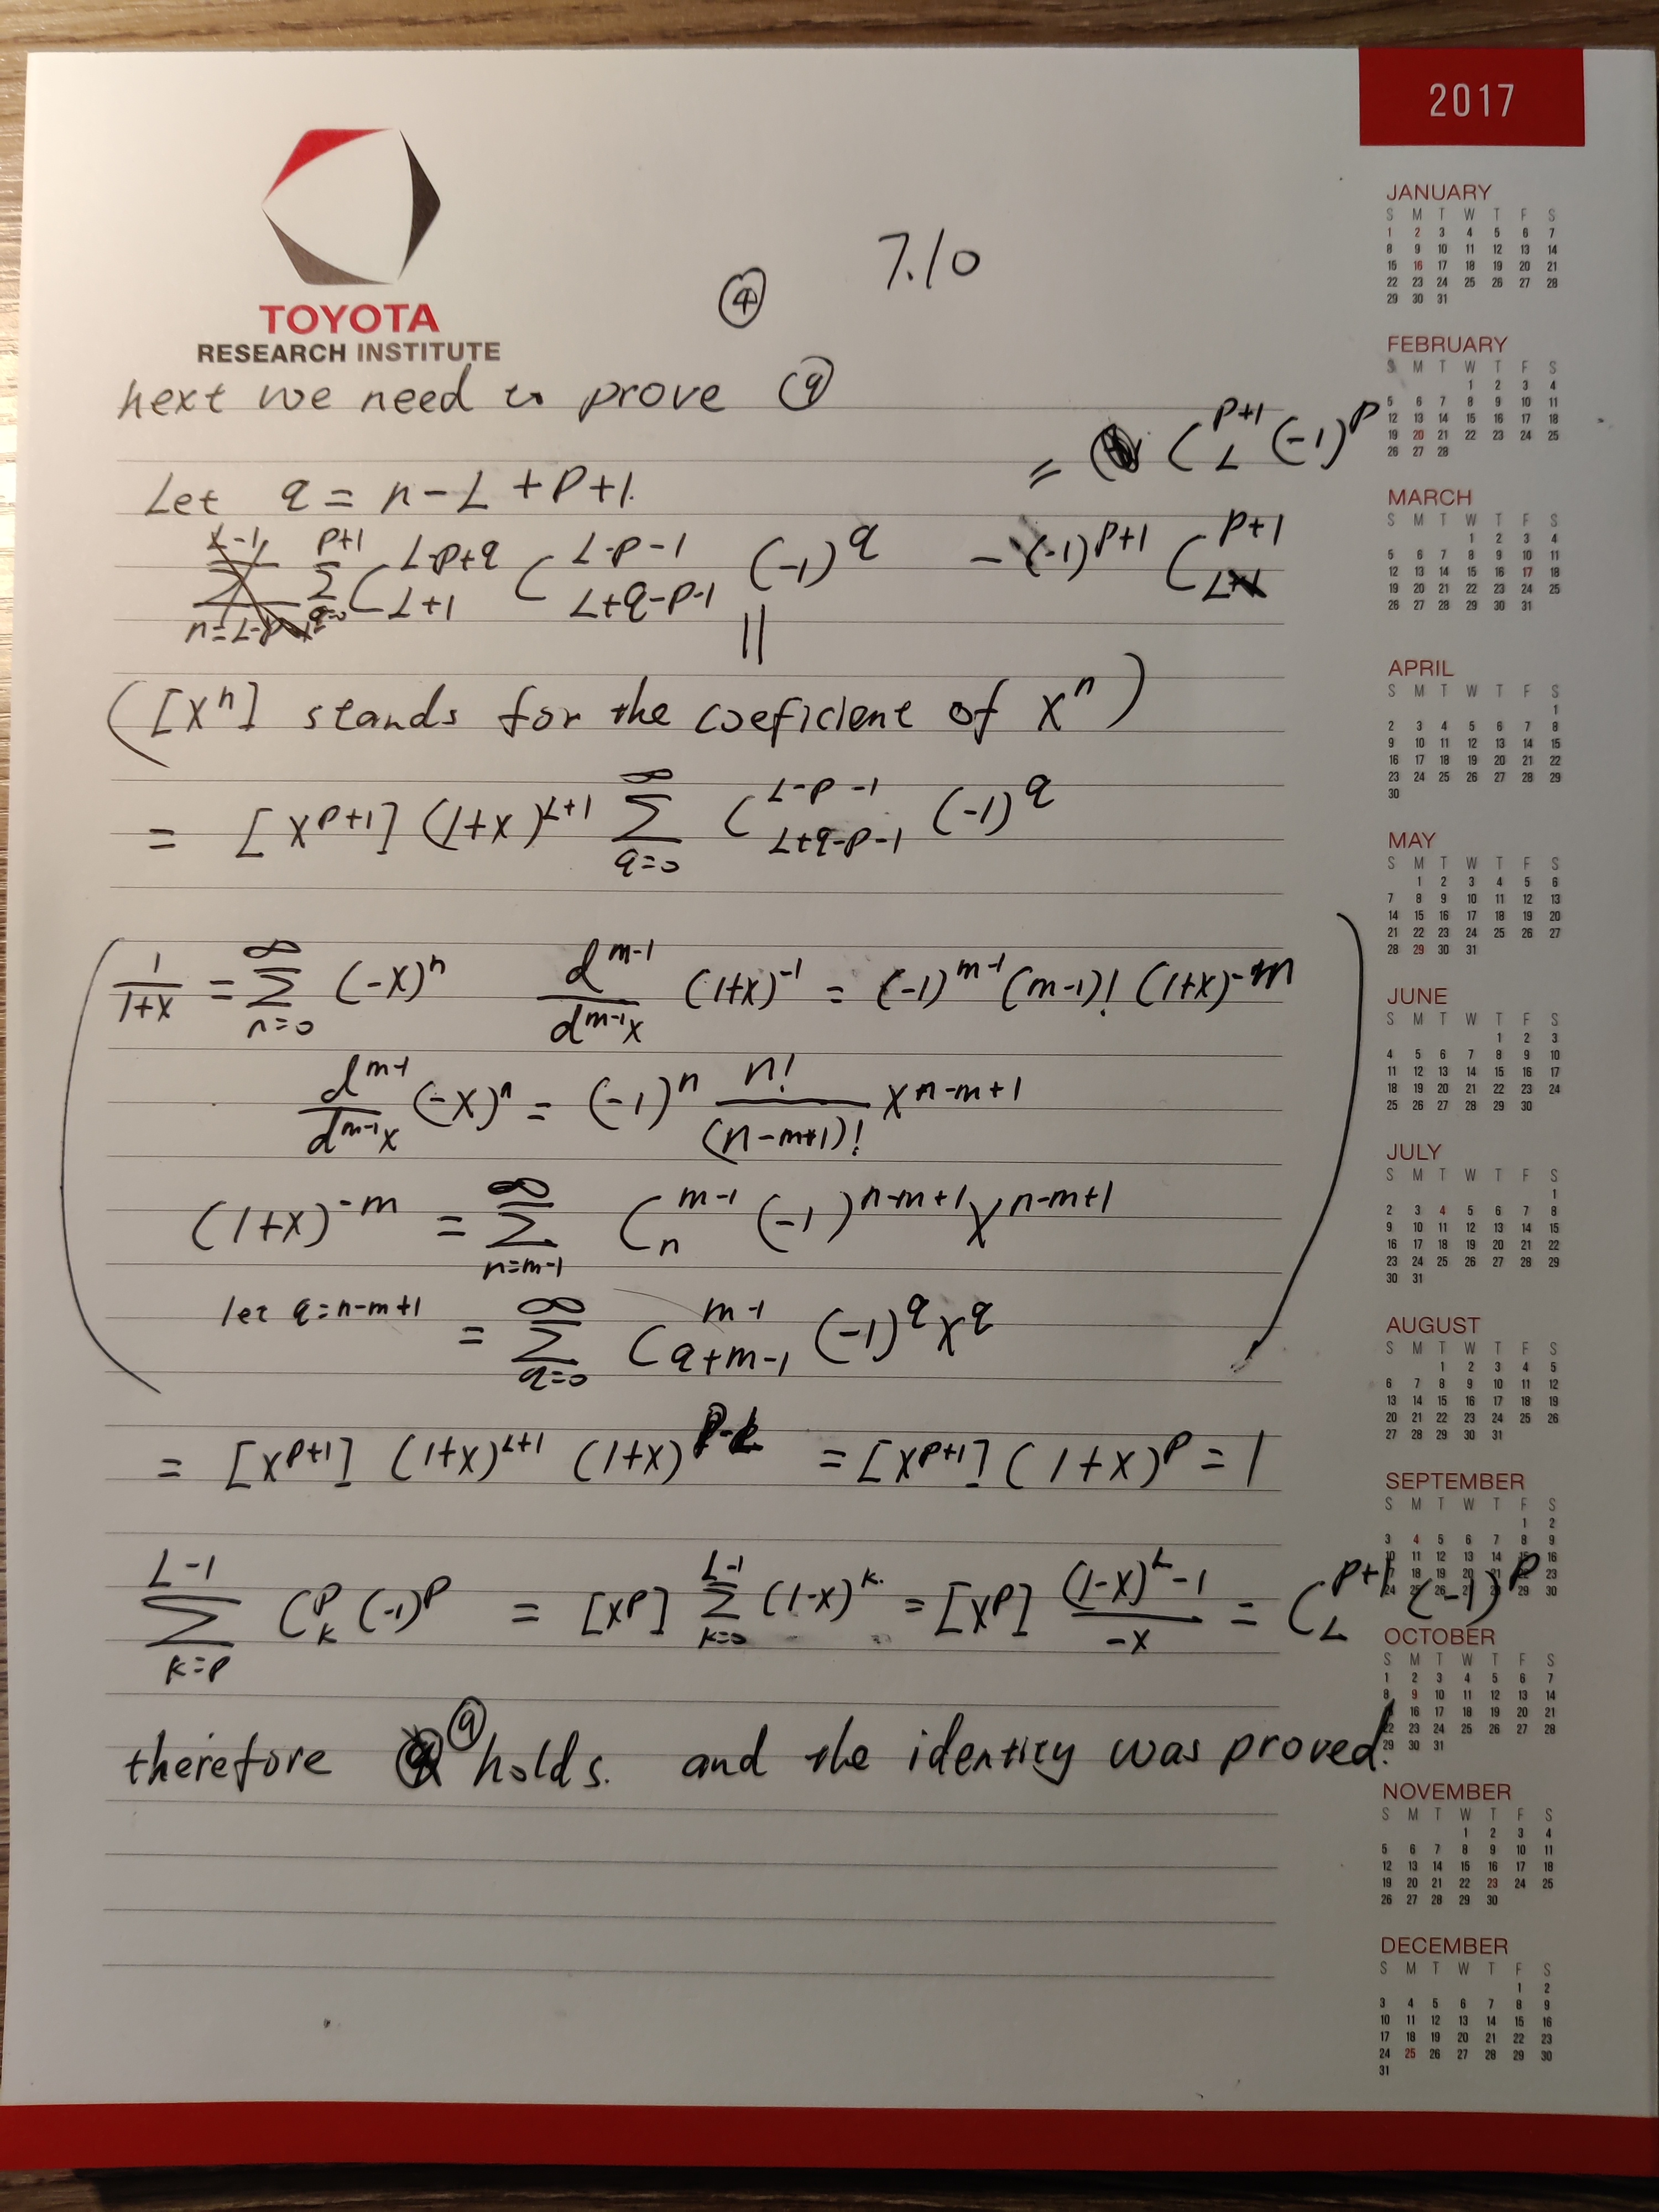 2017
TOYOTA
RESEARCH INSTITUTE
④ 7.10
next we need to prove ⑨
Let q = n-L+P+1.
= C_L^{P+1} (-1)^P
Σ_{q=0}^{P+1} C_{L+1}^{L-P+q} C_{L+q-P-1}^{L-P-1} (-1)^q - (-1)^{P+1} C_L^{P+1}
||
([x^n] stands for the coeficient of x^n)
= [x^{P+1}] (1+x)^{L+1} Σ_{q=0}^{∞} C_{L+q-P-1}^{L-P-1} (-1)^q
1/(1+x) = Σ_{n=0}^{∞} (-x)^n d^{m-1}/d^{m-1}x (1+x)^{-1} = (-1)^{m-1} (m-1)! (1+x)^{-m}
d^{m-1}/d^{m-1}x (-x)^n = (-1)^n n!/(n-m+1)! x^{n-m+1}
(1+x)^{-m} = Σ_{n=m-1}^{∞} C_n^{m-1} (-1)^{n-m+1} x^{n-m+1}
let q=n-m+1 = Σ_{q=0}^{∞} C_{q+m-1}^{m-1} (-1)^q x^q
= [x^{P+1}] (1+x)^{L+1} (1+x)^{P-L} = [x^{P+1}] (1+x)^P = 1
Σ_{k=P}^{L-1} C_k^P (-1)^P = [x^P] Σ_{k=0}^{L-1} (1-x)^k = [x^P] ((1-x)^L - 1)/(-x) = C_L^{P+1} (-1)^P
therefore ⑨ holds. and the identity was proved.
JANUARY
S M T W T F S
1 2 3 4 5 6 7
8 9 10 11 12 13 14
15 16 17 18 19 20 21
22 23 24 25 26 27 28
29 30 31
FEBRUARY
S M T W T F S
1 2 3 4
5 6 7 8 9 10 11
12 13 14 15 16 17 18
19 20 21 22 23 24 25
26 27 28
MARCH
S M T W T F S
1 2 3 4
5 6 7 8 9 10 11
12 13 14 15 16 17 18
19 20 21 22 23 24 25
26 27 28 29 30 31
APRIL
S M T W T F S
1
2 3 4 5 6 7 8
9 10 11 12 13 14 15
16 17 18 19 20 21 22
23 24 25 26 27 28 29
30
MAY
S M T W T F S
1 2 3 4 5 6
7 8 9 10 11 12 13
14 15 16 17 18 19 20
21 22 23 24 25 26 27
28 29 30 31
JUNE
S M T W T F S
1 2 3
4 5 6 7 8 9 10
11 12 13 14 15 16 17
18 19 20 21 22 23 24
25 26 27 28 29 30
JULY
S M T W T F S
1
2 3 4 5 6 7 8
9 10 11 12 13 14 15
16 17 18 19 20 21 22
23 24 25 26 27 28 29
30 31
AUGUST
S M T W T F S
1 2 3 4 5
6 7 8 9 10 11 12
13 14 15 16 17 18 19
20 21 22 23 24 25 26
27 28 29 30 31
SEPTEMBER
S M T W T F S
1 2
3 4 5 6 7 8 9
10 11 12 13 14 15 16
17 18 19 20 21 22 23
24 25 26 27 28 29 30
OCTOBER
S M T W T F S
1 2 3 4 5 6 7
8 9 10 11 12 13 14
16 17 18 19 20 21
22 23 24 25 26 27 28
29 30 31
NOVEMBER
S M T W T F S
1 2 3 4
5 6 7 8 9 10 11
12 13 14 15 16 17 18
19 20 21 22 23 24 25
26 27 28 29 30
DECEMBER
S M T W T F S
1 2
3 4 5 6 7 8 9
10 11 12 13 14 15 16
17 18 19 20 21 22 23
24 25 26 27 28 29 30
31